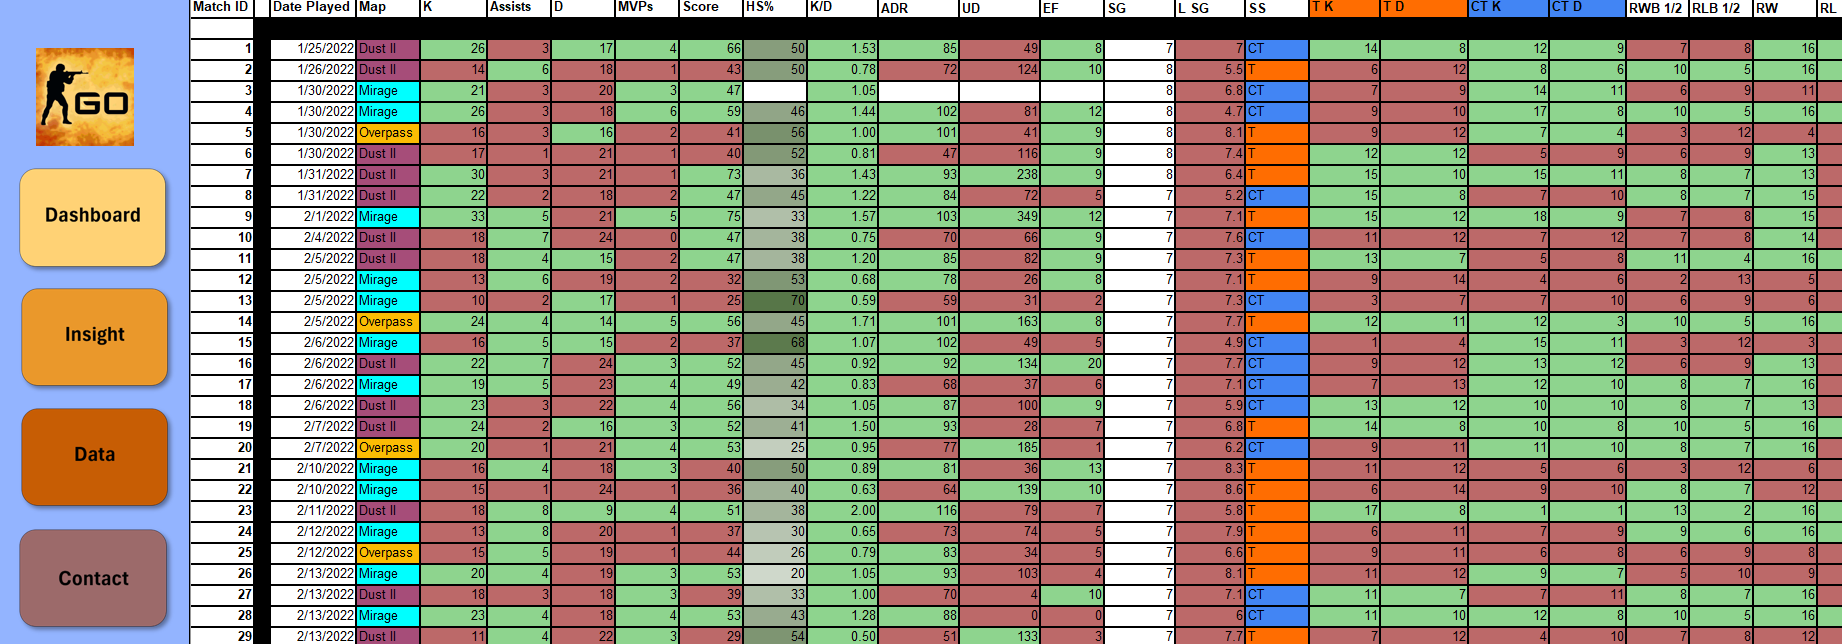 Match ID Date Played Map K Assists D MVPs Score HS% K/D ADR UD EF SG L SG SS T K T D CT K CT D RWB 1/2 RLB 1/2 RW RL
1 1/25/2022 Dust II 26 3 17 4 66 50 1.53 85 49 8 7 7 CT 14 8 12 9 7 8 16
2 1/26/2022 Dust II 14 6 18 1 43 50 0.78 72 124 10 8 5.5 T 6 12 8 6 10 5 16
3 1/30/2022 Mirage 21 3 20 3 47 1.05 8 6.8 CT 7 9 14 11 6 9 11
4 1/30/2022 Mirage 26 3 18 6 59 46 1.44 102 81 12 8 4.7 CT 9 10 17 8 10 5 16
5 1/30/2022 Overpass 16 3 16 2 41 56 1.00 101 41 9 8 8.1 T 9 12 7 4 3 12 4
6 1/30/2022 Dust II 17 1 21 1 40 52 0.81 47 116 9 8 7.4 T 12 12 5 9 6 9 13
7 1/31/2022 Dust II 30 3 21 1 73 36 1.43 93 238 9 8 6.4 T 15 10 15 11 8 7 13
8 1/31/2022 Dust II 22 2 18 2 47 45 1.22 84 72 5 7 5.2 CT 15 8 7 10 8 7 15
9 2/1/2022 Mirage 33 5 21 5 75 33 1.57 103 349 12 7 7.1 T 15 12 18 9 7 8 15
10 2/4/2022 Dust II 18 7 24 0 47 38 0.75 70 66 9 7 7.6 CT 11 12 7 12 7 8 14
11 2/5/2022 Dust II 18 4 15 2 47 38 1.20 85 82 9 7 7.3 T 13 7 5 8 11 4 16
12 2/5/2022 Mirage 13 6 19 2 32 53 0.68 78 26 8 7 7.1 T 9 14 4 6 2 13 5
13 2/5/2022 Mirage 10 2 17 1 25 70 0.59 59 31 2 7 7.3 CT 3 7 7 10 6 9 6
14 2/5/2022 Overpass 24 4 14 5 56 45 1.71 101 163 8 7 7.7 T 12 11 12 3 10 5 16
15 2/6/2022 Mirage 16 5 15 2 37 68 1.07 102 49 5 7 4.9 CT 1 4 15 11 3 12 3
16 2/6/2022 Dust II 22 7 24 3 52 45 0.92 92 134 20 7 7.7 CT 9 12 13 12 6 9 13
17 2/6/2022 Mirage 19 5 23 4 49 42 0.83 68 37 6 7 7.1 CT 7 13 12 10 8 7 16
18 2/6/2022 Dust II 23 3 22 4 56 34 1.05 87 100 9 7 5.9 CT 13 12 10 10 8 7 13
19 2/7/2022 Dust II 24 2 16 3 52 41 1.50 93 28 7 7 6.8 T 14 8 10 8 10 5 16
20 2/7/2022 Overpass 20 1 21 4 53 25 0.95 77 185 1 7 6.2 CT 9 11 11 10 8 7 16
21 2/10/2022 Mirage 16 4 18 3 40 50 0.89 81 36 13 7 8.3 T 11 12 5 6 3 12 6
22 2/10/2022 Mirage 15 1 24 1 36 40 0.63 64 139 10 7 8.6 T 6 14 9 10 8 7 12
23 2/11/2022 Dust II 18 8 9 4 51 38 2.00 116 79 7 7 5.8 T 17 8 1 1 13 2 16
24 2/12/2022 Mirage 13 8 20 1 37 30 0.65 73 74 5 7 7.9 T 6 11 7 9 9 6 16
25 2/12/2022 Overpass 15 5 19 1 44 26 0.79 83 34 5 7 6.6 T 9 11 6 8 6 9 8
26 2/13/2022 Mirage 20 4 19 3 53 20 1.05 93 103 4 7 8.1 T 11 12 9 7 5 10 9
27 2/13/2022 Dust II 18 3 18 3 39 33 1.00 70 4 10 7 7.1 CT 11 7 7 11 8 7 16
28 2/13/2022 Mirage 23 4 18 4 53 43 1.28 88 0 0 7 6 CT 11 10 12 8 10 5 16
29 2/13/2022 Dust II 11 4 22 3 29 54 0.50 51 133 3 7 7.7 T 7 12 4 10 7 8 12
GO
Dashboard
Insight
Data
Contact